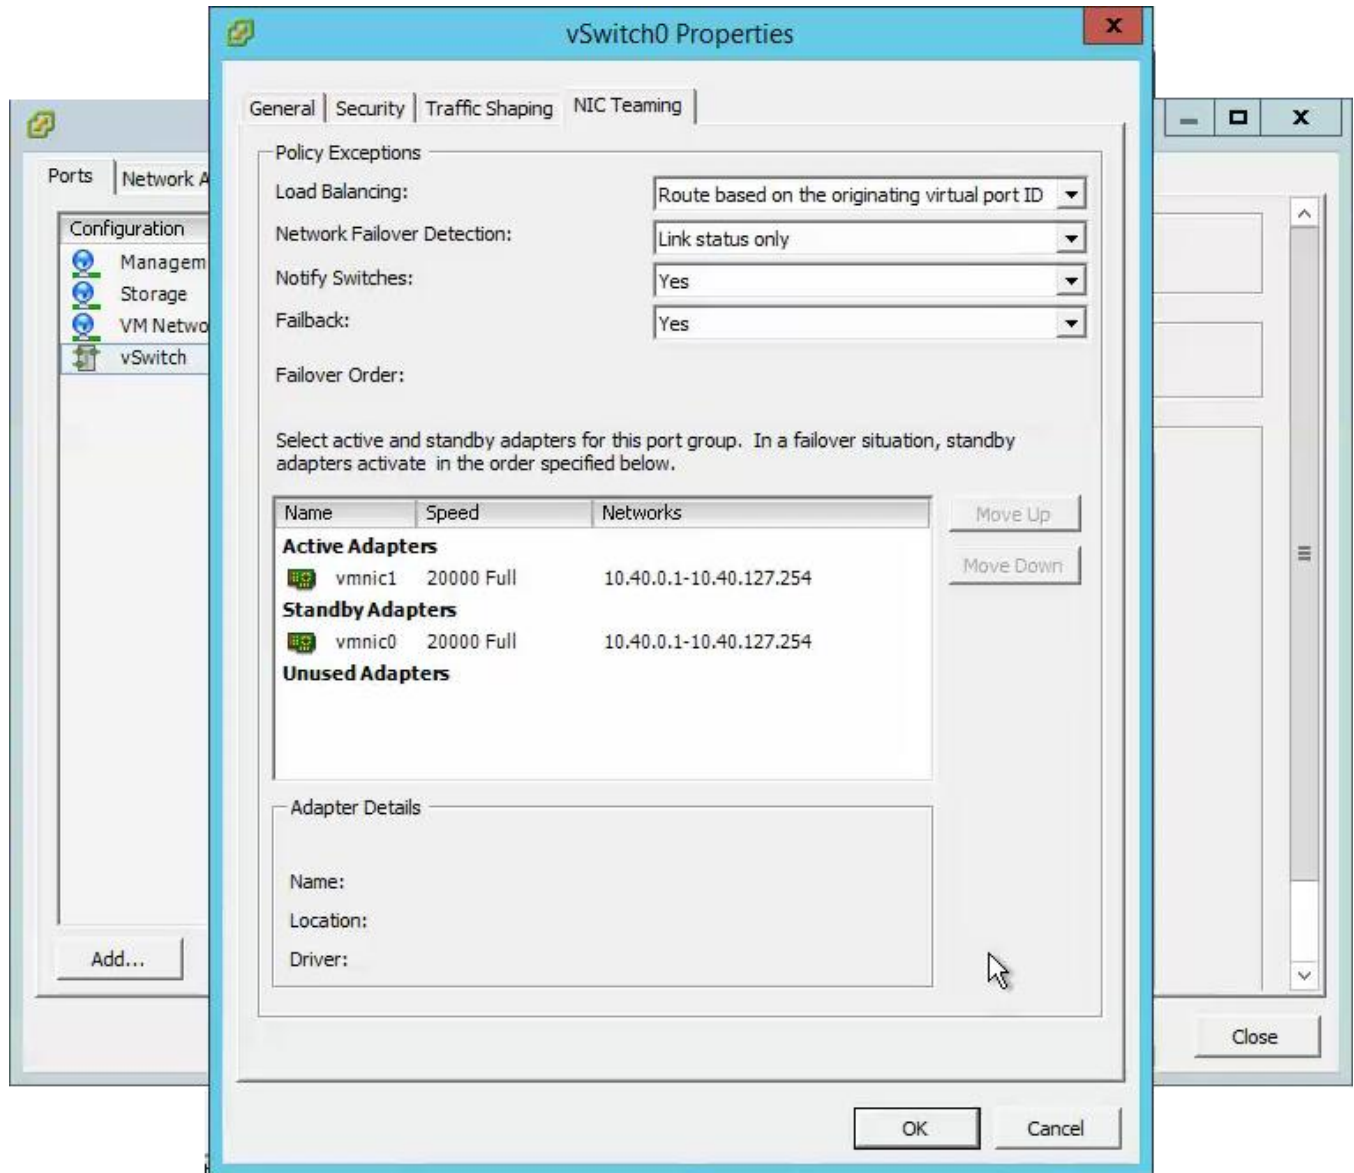 vSwitch0 Properties
X
General Security Traffic Shaping NIC Teaming
Policy Exceptions
Load Balancing: Route based on the originating virtual port ID
Network Failover Detection: Link status only
Notify Switches: Yes
Failback: Yes
Failover Order:
Select active and standby adapters for this port group. In a failover situation, standby
adapters activate in the order specified below.
Name Speed Networks
Active Adapters
vmnic1 20000 Full 10.40.0.1-10.40.127.254
Standby Adapters
vmnic0 20000 Full 10.40.0.1-10.40.127.254
Unused Adapters
Move Up
Move Down
Adapter Details
Name:
Location:
Driver:
OK Cancel
Ports Network A
Configuration
Managem
Storage
VM Netwo
vSwitch
Add...
X
Close